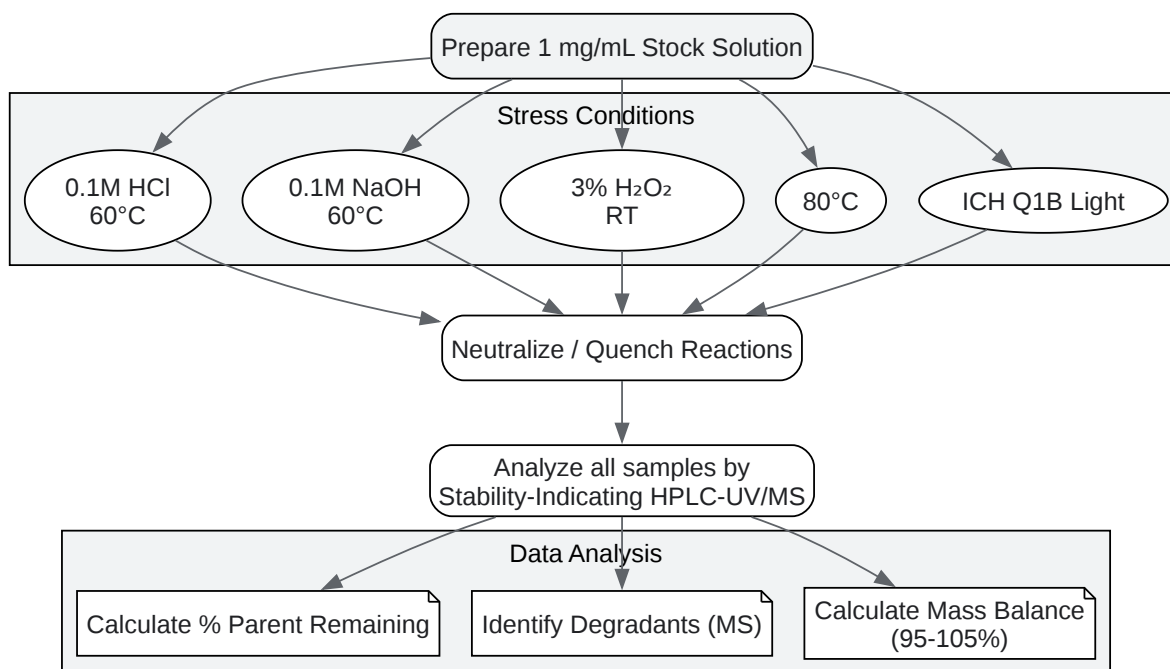 Prepare 1 mg/mL Stock Solution
Stress Conditions
0.1M HCl
60°C
0.1M NaOH
60°C
3% H₂O₂
RT
80°C
ICH Q1B Light
Neutralize / Quench Reactions
Analyze all samples by
Stability-Indicating HPLC-UV/MS
Data Analysis
Calculate % Parent Remaining
Identify Degradants (MS)
Calculate Mass Balance
(95-105%)